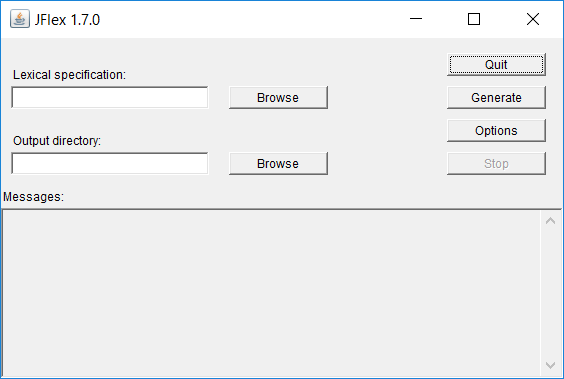 JFlex 1.7.0
Quit
Lexical specification:
Browse
Generate
Options
Output directory:
Browse
Stop
Messages: